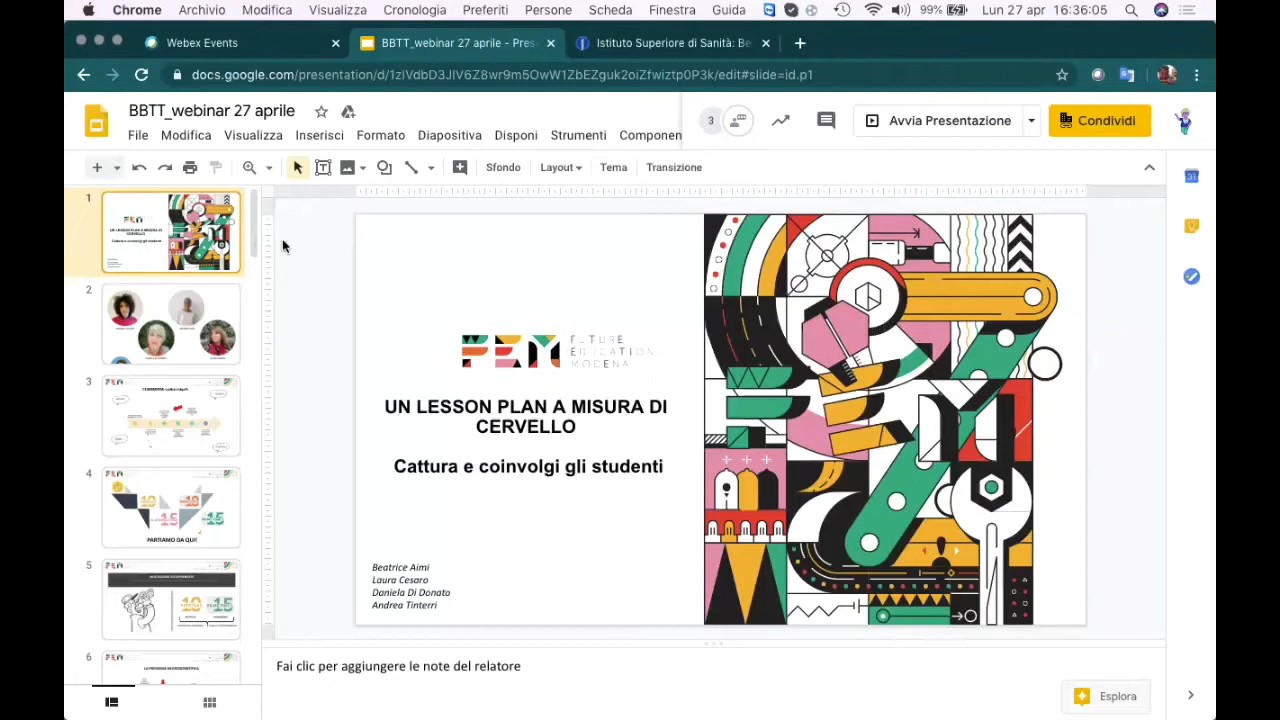 Chrome Archivio Modifica Visualizza Cronologia Preferiti Persone Scheda Finestra Guida 99% Lun 27 apr 16:36:05
Webex Events
BBTT_webinar 27 aprile - Pres
Istituto Superiore di Sanità: Be
docs.google.com/presentation/d/1zIVdbD3JlV6Z8wr9m5OwW1ZbEZguk2oiZfwiztp0P3k/edit#slide=id.p1
BBTT_webinar 27 aprile
File Modifica Visualizza Inserisci Formato Diapositiva Disponi Strumenti Componen
3
Avvia Presentazione
Condividi
Sfondo Layout Tema Transizione
31
1
2
3
4
PARTIAMO DA QUI!
5
6
FEM FUTURE
EDUCATION
MODENA
UN LESSON PLAN A MISURA DI
CERVELLO
Cattura e coinvolgi gli studenti
Beatrice Aimi
Laura Cesaro
Daniela Di Donato
Andrea Tinterri
Fai clic per aggiungere le note del relatore
Esplora